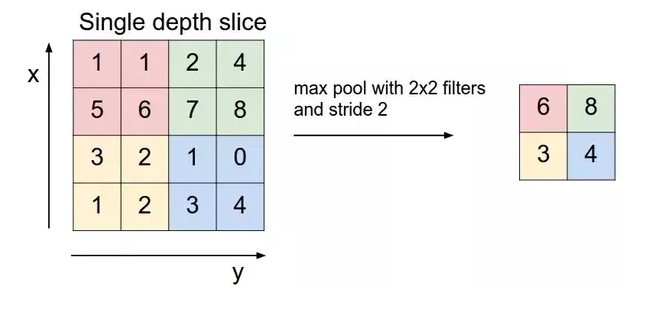 Single depth slice
x
1 1 2 4
5 6 7 8
3 2 1 0
1 2 3 4
y
max pool with 2x2 filters
and stride 2
6 8
3 4